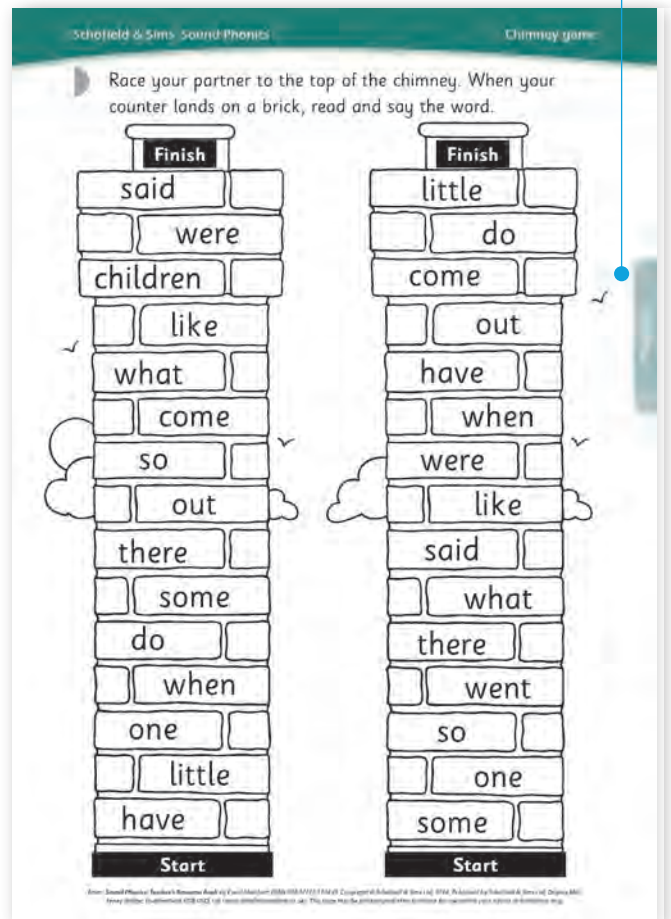 Schofield & Sims Sound Phonics
Chimney game
Race your partner to the top of the chimney. When your
counter lands on a brick, read and say the word.
Finish
said
were
children
like
what
come
so
out
there
some
do
when
one
little
have
Start
Finish
little
do
come
out
have
when
were
like
said
what
there
went
so
one
some
Start